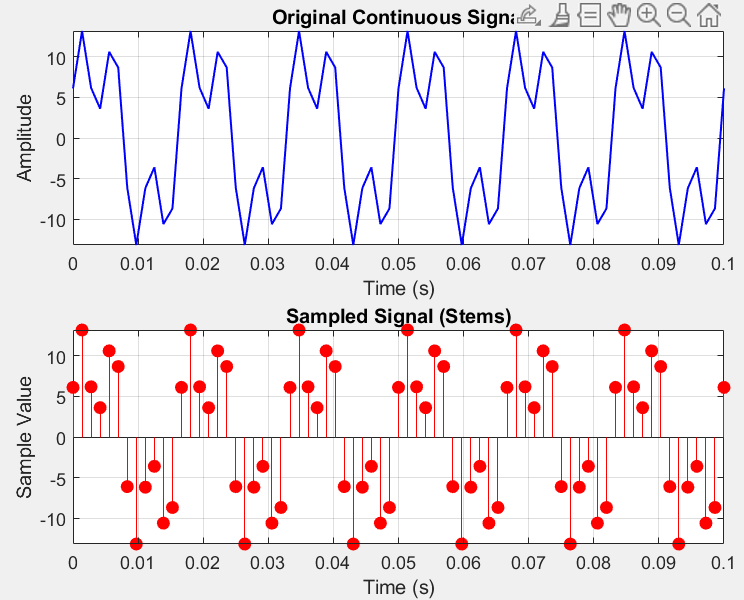 Original Continuous Signa
10
5
0
-5
-10
Amplitude
0 0.01 0.02 0.03 0.04 0.05 0.06 0.07 0.08 0.09 0.1
Time (s)
Sampled Signal (Stems)
10
5
0
-5
-10
Sample Value
0 0.01 0.02 0.03 0.04 0.05 0.06 0.07 0.08 0.09 0.1
Time (s)